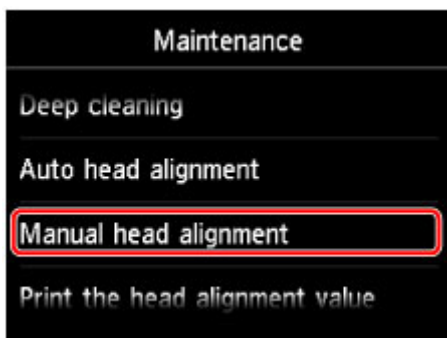 Maintenance
Deep cleaning
Auto head alignment
Manual head alignment
Print the head alignment value